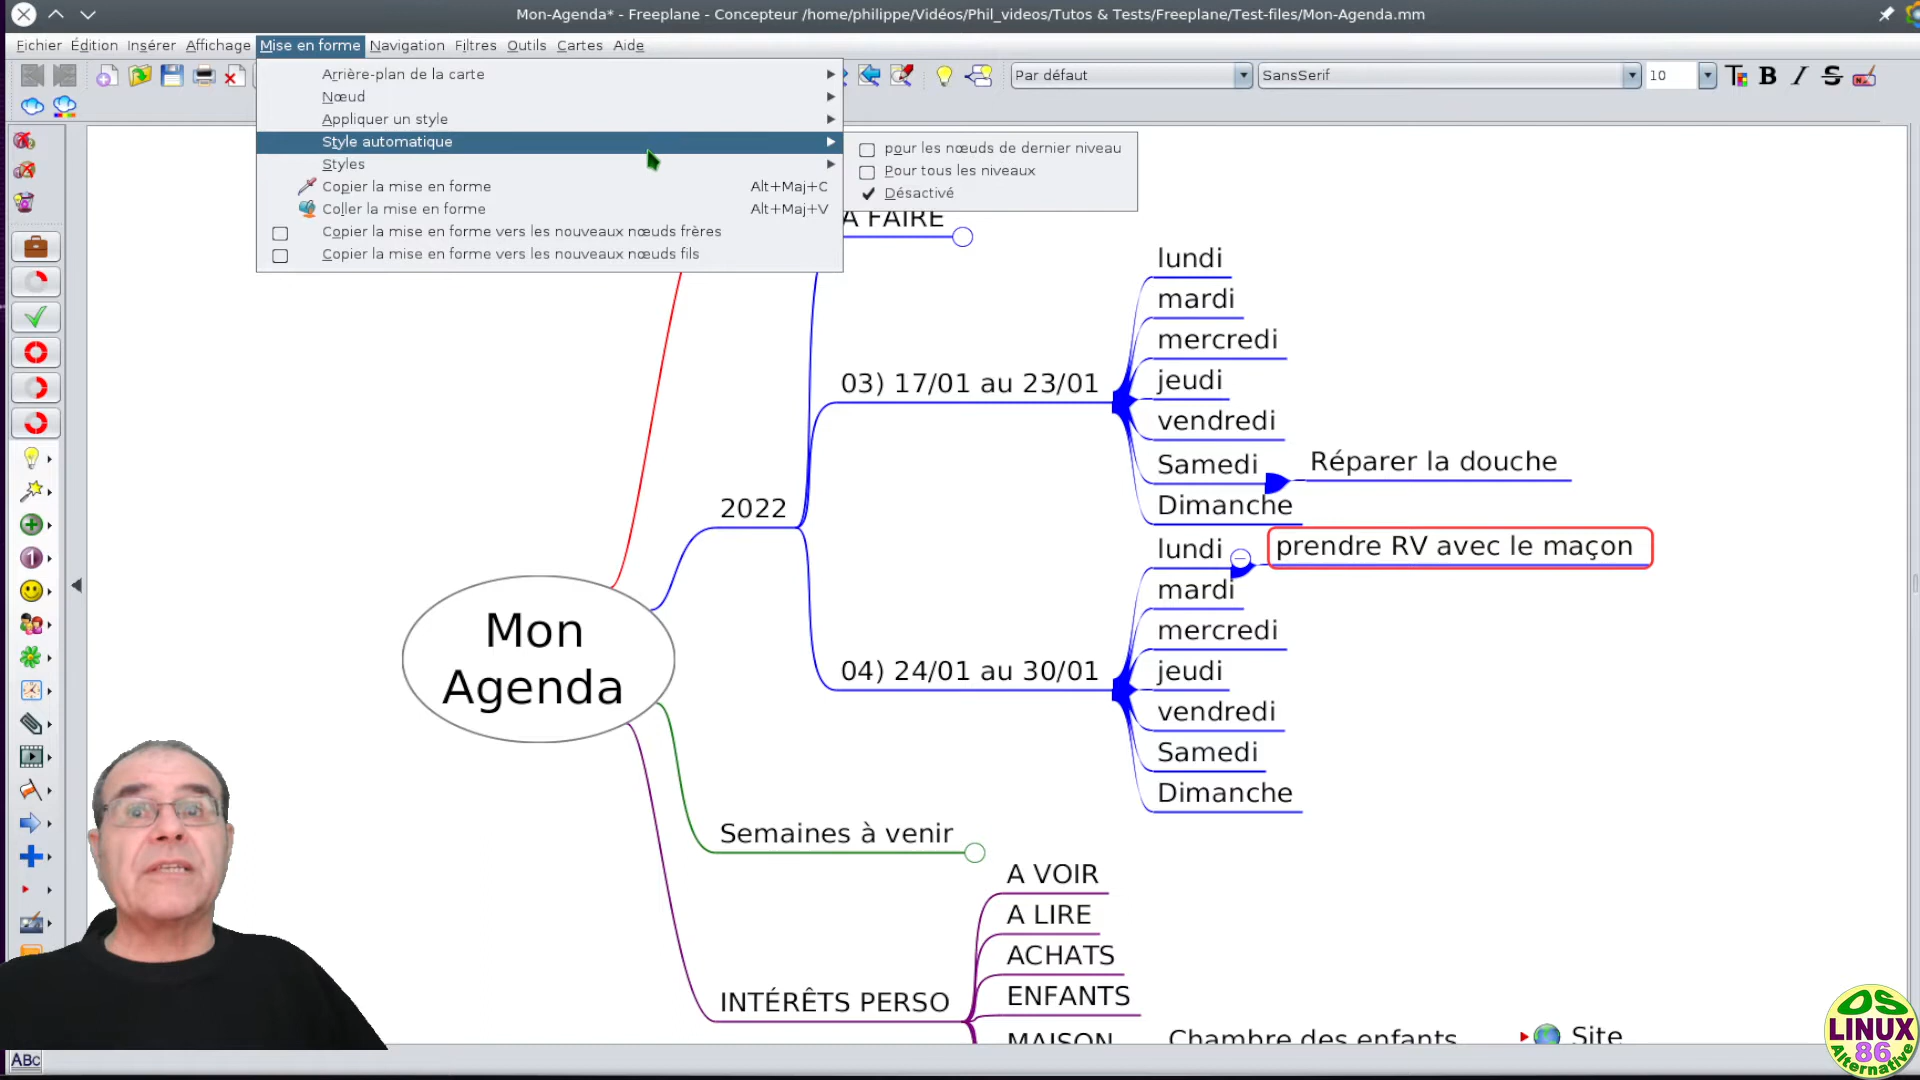 Mon-Agenda* - Freeplane - Concepteur /home/philippe/Vidéos/Phil_videos/Tutos & Tests/Freeplane/Test-files/Mon-Agenda.mm
Fichier Édition Insérer Affichage Mise en forme Navigation Filtres Outils Cartes Aide
Par défaut SansSerif 10
Arrière-plan de la carte
Nœud
Appliquer un style
Style automatique
Styles
Copier la mise en forme Alt+Maj+C
Coller la mise en forme Alt+Maj+V
Copier la mise en forme vers les nouveaux nœuds frères
Copier la mise en forme vers les nouveaux nœuds fils
pour les nœuds de dernier niveau
Pour tous les niveaux
Désactivé
A FAIRE
lundi
mardi
mercredi
03) 17/01 au 23/01
jeudi
vendredi
Samedi
Réparer la douche
Dimanche
2022
lundi
prendre RV avec le maçon
mardi
mercredi
04) 24/01 au 30/01
jeudi
vendredi
Samedi
Dimanche
Mon
Agenda
Semaines à venir
A VOIR
A LIRE
ACHATS
INTÉRÊTS PERSO
ENFANTS
MAISON
Chambre des enfants
Site
ABC
OS
LINUX
86
Alternative